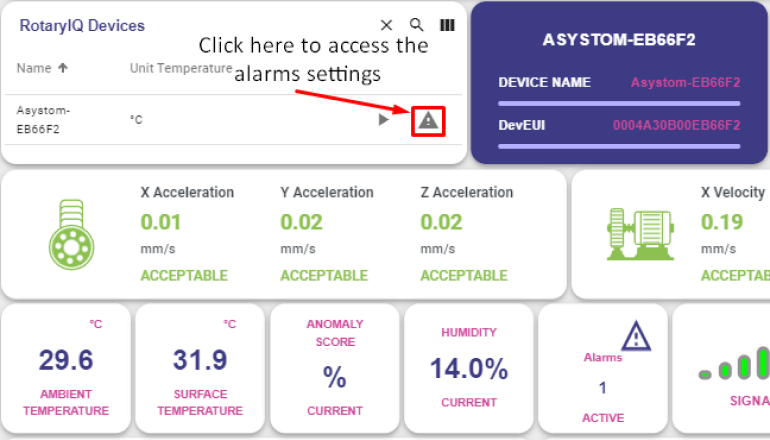 RotaryIQ Devices
Click here to access the
alarms settings
Name
Unit Temperature
Asystom-
EB66F2
°C
ASYSTOM-EB66F2
DEVICE NAME
Asystom-EB66F2
DevEUI
0004A30B00EB66F2
X Acceleration
0.01
mm/s
ACCEPTABLE
Y Acceleration
0.02
mm/s
ACCEPTABLE
Z Acceleration
0.02
mm/s
ACCEPTABLE
X Velocity
0.19
mm/s
ACCEPTAB
°C
29.6
AMBIENT
TEMPERATURE
°C
31.9
SURFACE
TEMPERATURE
ANOMALY
SCORE
%
CURRENT
HUMIDITY
14.0%
CURRENT
Alarms
1
ACTIVE
SIGNA